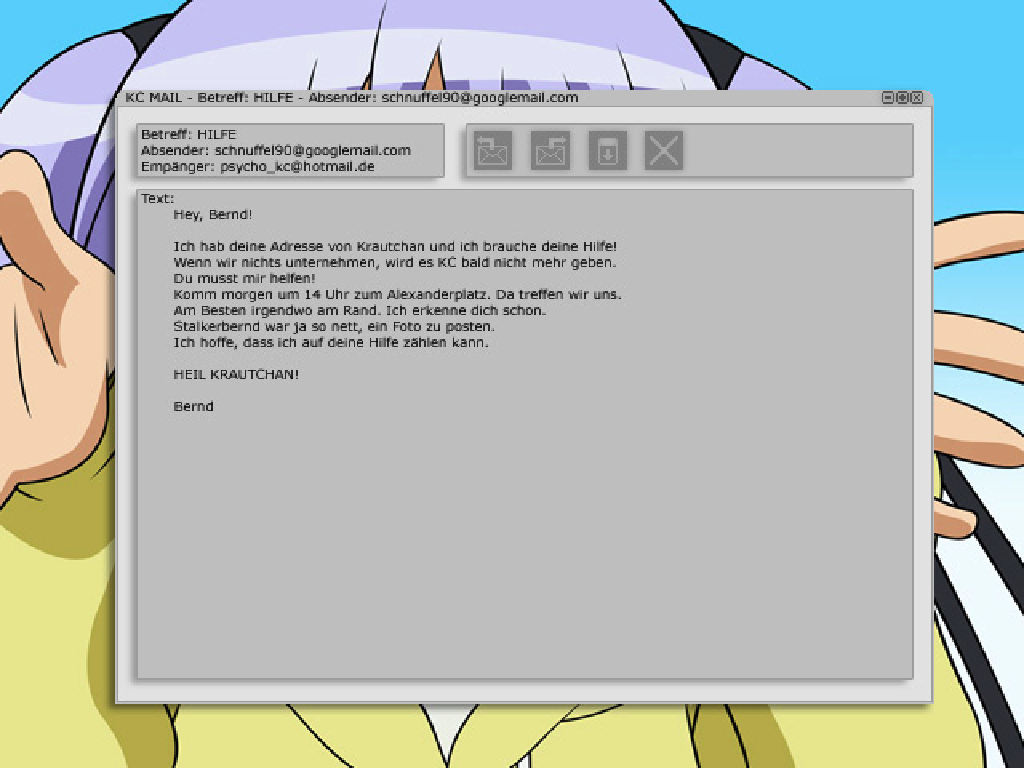 KC MAIL - Betreff: HILFE - Absender: schnuffel90@googlemail.com
Betreff: HILFE
Absender: schnuffel90@googlemail.com
Empänger: psycho_kc@hotmail.de
Text:
Hey, Bernd!
Ich hab deine Adresse von Krautchan und ich brauche deine Hilfe!
Wenn wir nichts unternehmen, wird es KC bald nicht mehr geben.
Du musst mir helfen!
Komm morgen um 14 Uhr zum Alexanderplatz. Da treffen wir uns.
Am Besten irgendwo am Rand. Ich erkenne dich schon.
Stalkerbernd war ja so nett, ein Foto zu posten.
Ich hoffe, dass ich auf deine Hilfe zählen kann.
HEIL KRAUTCHAN!
Bernd